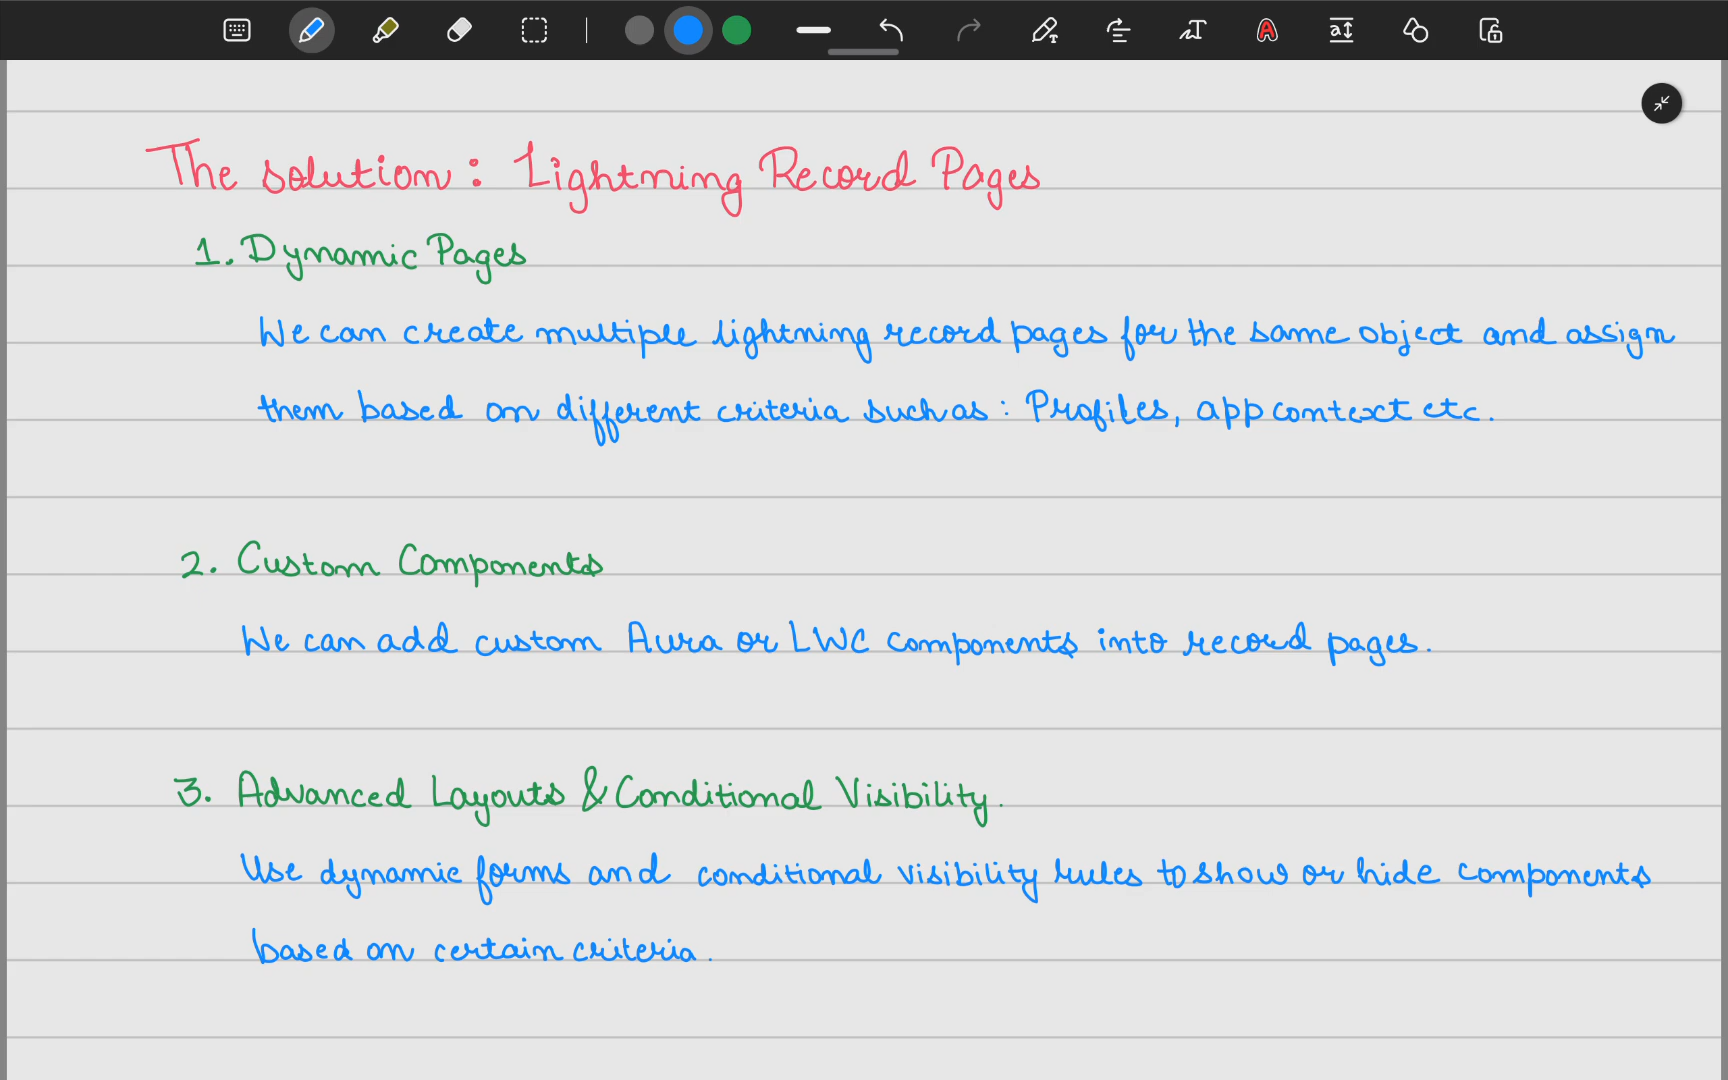 The solution: Lightning Record Pages
1. Dynamic Pages
We can create multiple lightning record pages for the same object and assign
them based on different criteria such as: Profiles, app context etc.
2. Custom Components
We can add custom Aura or LWC components into record pages.
3. Advanced Layouts & Conditional Visibility.
Use dynamic forms and conditional visibility rules to show or hide components
based on certain criteria.